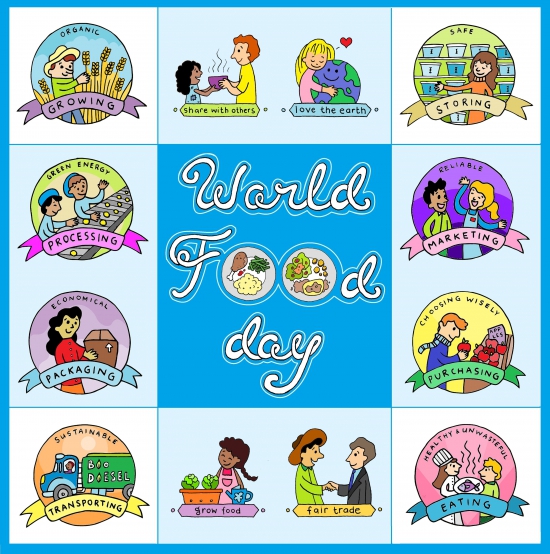 ORGANIC
GROWING
share with others
love the earth
SAFE
STORING
GREEN ENERGY
PROCESSING
World
Food
day
RELIABLE
MARKETING
ECONOMICAL
PACKAGING
CHOOSING WISELY
PURCHASING
SUSTAINABLE
BIO
DIESEL
TRANSPORTING
grow food
fair trade
HEALTHY & UNWASTEFUL
EATING